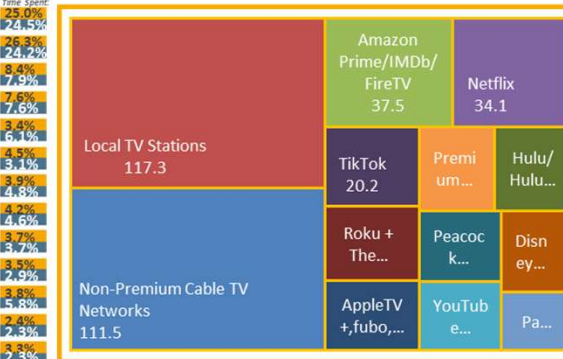 Time Spent:
25.0%
24.5%
26.3%
24.2%
8.4%
7.9%
7.6%
7.6%
3.4%
6.1%
4.5%
3.1%
3.9%
4.8%
4.2%
4.6%
3.7%
3.7%
3.5%
2.9%
3.8%
5.8%
2.4%
2.3%
3.3%
2.3%
Local TV Stations
117.3
Non-Premium Cable TV
Networks
111.5
Amazon
Prime/IMDb/
FireTV
37.5
Netflix
34.1
TikTok
20.2
Premi
um...
Hulu/
Hulu...
Roku +
The...
Peacoc
k...
Disn
ey...
AppleTV
+,fubo,...
YouTub
e...
Pa...